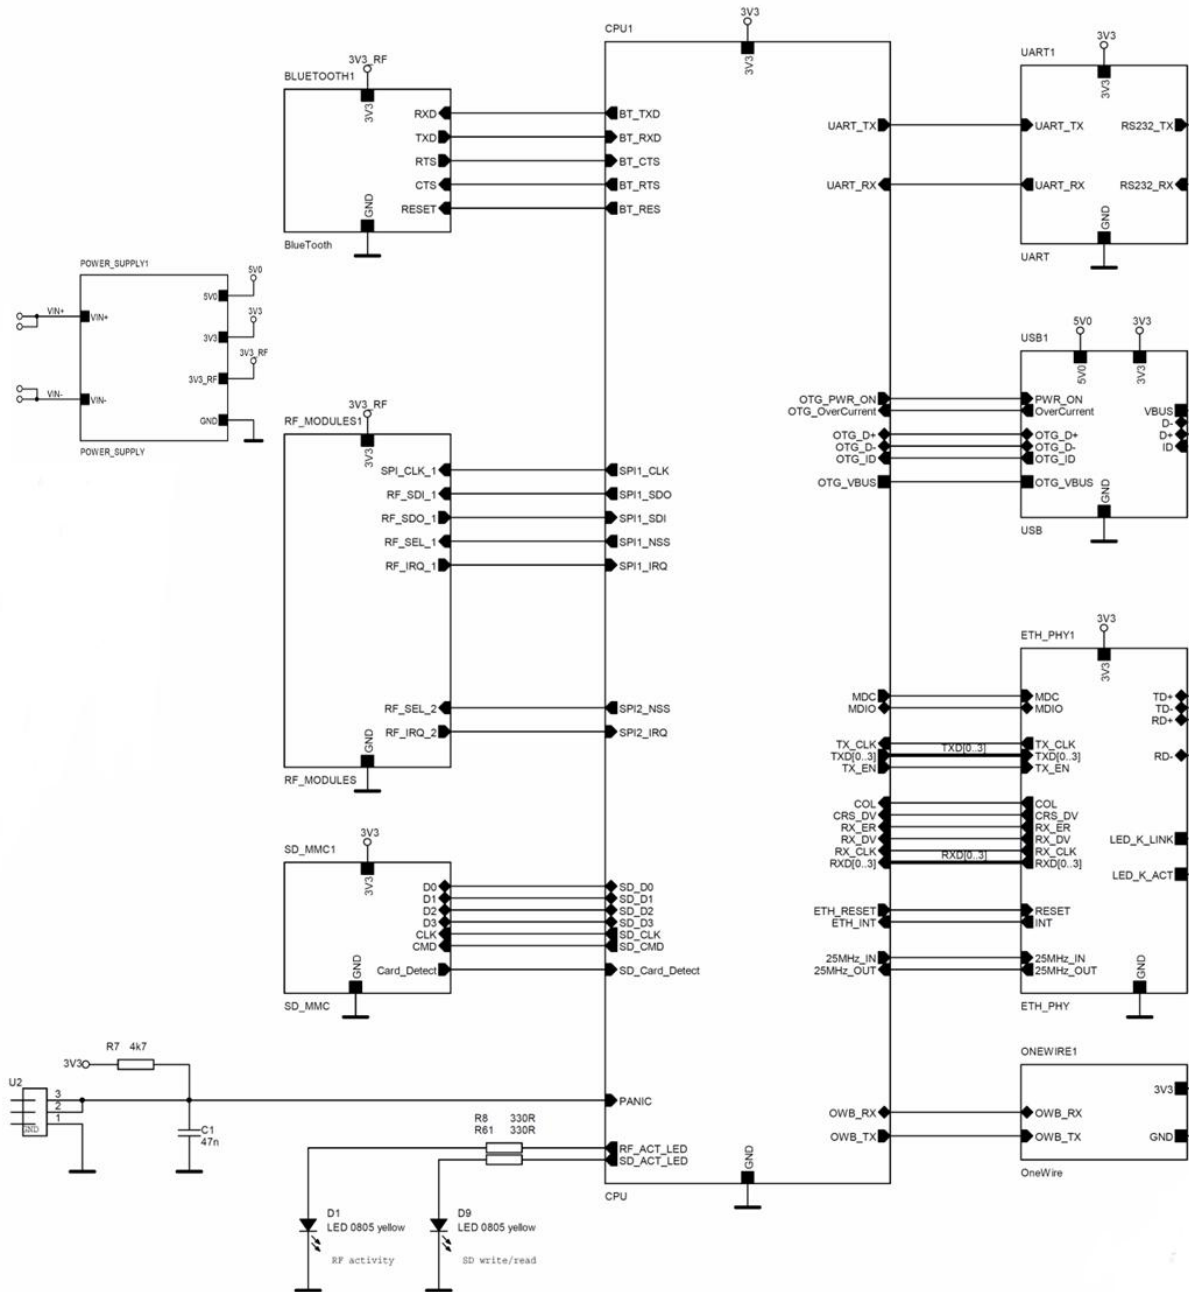 3V3
CPU1
3V3
3V3
UART1
3V3
3V3
3V3_RF
BLUETOOTH1
3V3
RXD
BT_TXD
TXD
BT_RXD
RTS
BT_CTS
CTS
BT_RTS
RESET
BT_RES
GND
BlueTooth
UART_TX
UART_TX
RS232_TX
UART_RX
UART_RX
RS232_RX
GND
UART
POWER_SUPPLY1
5V0
5V0
VIN+
VIN+
3V3
3V3
3V3_RF
3V3_RF
VIN-
VIN-
GND
POWER_SUPPLY
5V0
3V3
USB1
5V0
3V3
OTG_PWR_ON
PWR_ON
OTG_OverCurrent
OverCurrent
VBUS
D-
OTG_D+
OTG_D+
D+
OTG_D-
OTG_D-
ID
OTG_ID
OTG_ID
OTG_VBUS
OTG_VBUS
GND
USB
3V3_RF
RF_MODULES1
3V3
SPI_CLK_1
SPI1_CLK
RF_SDI_1
SPI1_SDO
RF_SDO_1
SPI1_SDI
RF_SEL_1
SPI1_NSS
RF_IRQ_1
SPI1_IRQ
RF_SEL_2
SPI2_NSS
RF_IRQ_2
SPI2_IRQ
GND
RF_MODULES
3V3
ETH_PHY1
3V3
MDC
MDC
TD+
MDIO
MDIO
TD-
RD+
TX_CLK
TX_CLK
TXD[0..3]
TXD[0..3]
TXD[0..3]
RD-
TX_EN
TX_EN
COL
COL
CRS_DV
CRS_DV
RX_ER
RX_ER
RX_DV
RX_DV
LED_K_LINK
RX_CLK
RX_CLK
RXD[0..3]
RXD[0..3]
RXD[0..3]
LED_K_ACT
ETH_RESET
RESET
ETH_INT
INT
25MHz_IN
25MHz_IN
25MHz_OUT
25MHz_OUT
GND
ETH_PHY
3V3
SD_MMC1
3V3
D0
SD_D0
D1
SD_D1
D2
SD_D2
D3
SD_D3
CLK
SD_CLK
CMD
SD_CMD
Card_Detect
SD_Card_Detect
GND
SD_MMC
R7 4k7
3V3
U2
3
2
1
GND
C1
47n
PANIC
R8 330R
R61 330R
RF_ACT_LED
SD_ACT_LED
GND
CPU
ONEWIRE1
3V3
OWB_RX
OWB_RX
OWB_TX
OWB_TX
GND
OneWire
D1
LED 0805 yellow
RF activity
D9
LED 0805 yellow
SD write/read